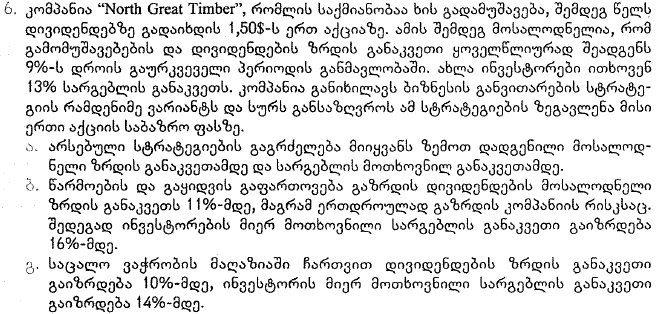 6. კომპანია “North Great Timber”, რომლის საქმიანობაა ხის გადამუშავება, შემდეგ წელს
დივიდენდებზე გადაიხდის 1,50$-ს ერთ აქციაზე. ამის შემდეგ მოსალოდნელია, რომ
გამომუშავებების და დივიდენდების ზრდის განაკვეთი ყოველწლიურად შეადგენს
9%-ს დროის გაურკვეველი პერიოდის განმავლობაში. ახლა ინვესტორები ითხოვენ
13% სარგებლის განაკვეთს. კომპანია განიხილავს ბიზნესის განვითარების სტრატე-
გიის რამდენიმე ვარიანტს და სურს განსაზღვროს ამ სტრატეგიების ზეგავლენა მისი
ერთი აქციის საბაზრო ფასზე.
ა. არსებული სტრატეგიების გაგრძელება მიიყვანს ზემოთ დადგენილი მოსალოდ-
ნელი ზრდის განაკვეთამდე და სარგებლის მოთხოვნილ განაკვეთამდე.
ბ. წარმოების და გაყიდვის გაფართოვება გაზრდის დივიდენდების მოსალოდნელი
ზრდის განაკვეთს 11%-მდე, მაგრამ ერთდროულად გაზრდის კომპანიის რისკსაც.
შედეგად ინვესტორების მიერ მოთხოვნილი სარგებლის განაკვეთი გაიზრდება
16%-მდე.
გ. საცალო ვაჭრობის მაღაზიაში ჩართვით დივიდენდების ზრდის განაკვეთი
გაიზრდება 10%-მდე, ინვესტორის მიერ მოთხოვნილი სარგებლის განაკვეთი
გაიზრდება 14%-მდე.